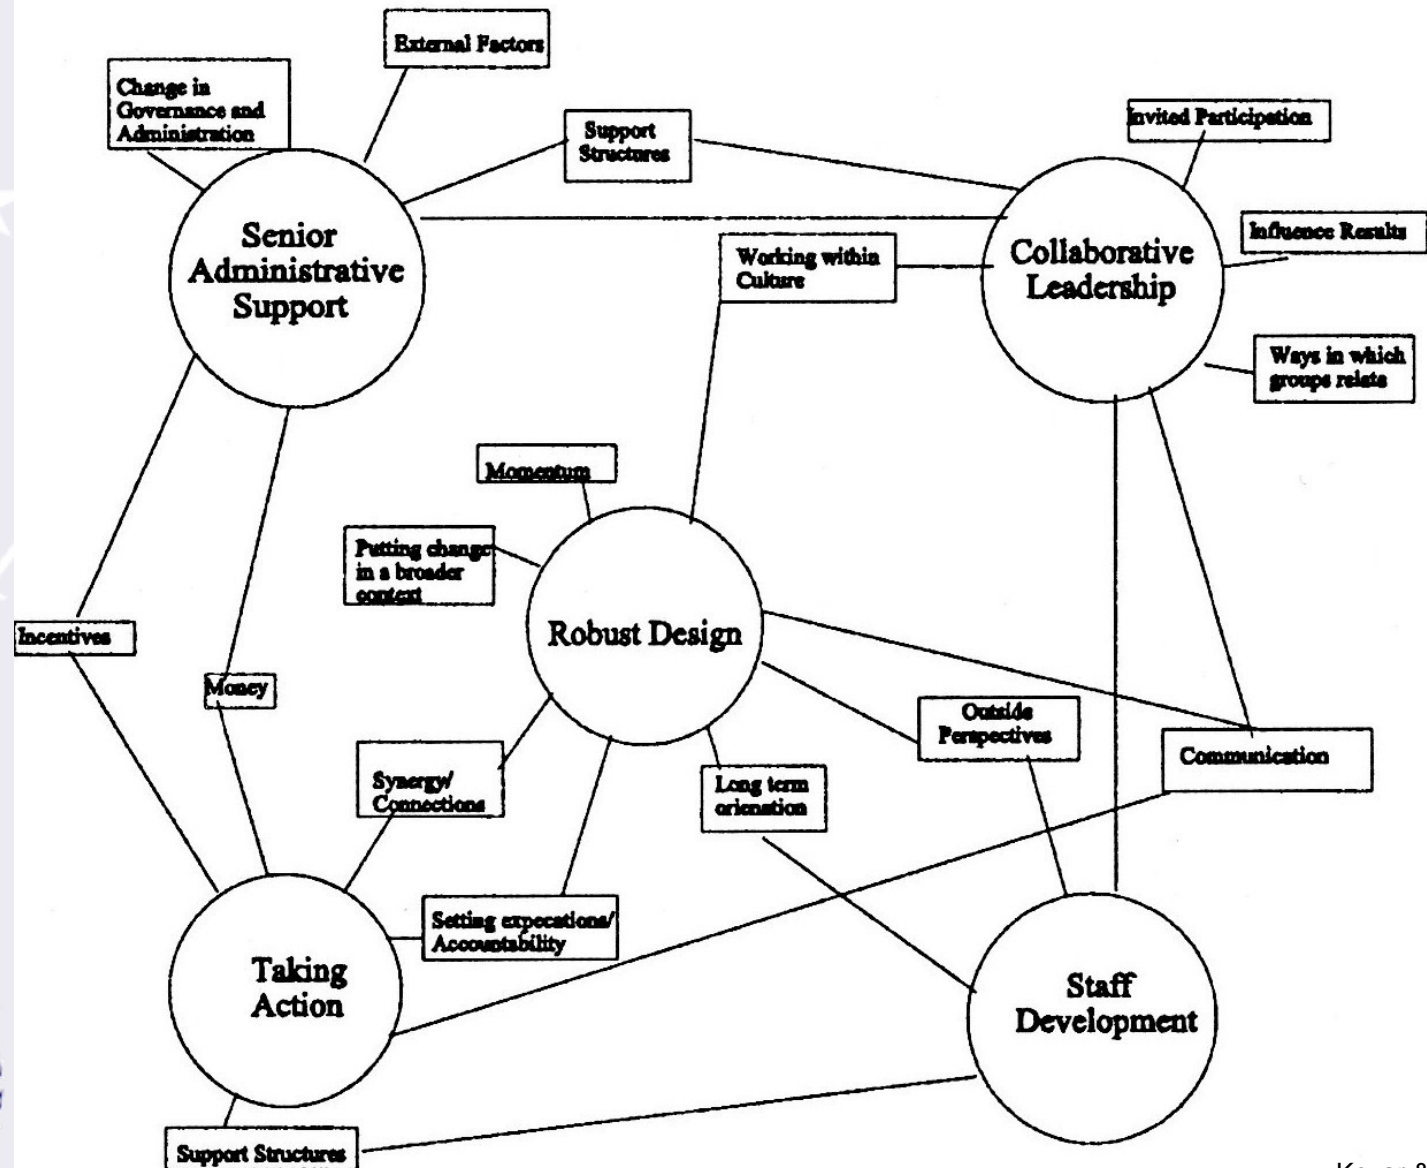 External Factors
Change in
Governance and
Administration
Support
Structures
Invited Participation
Senior
Administrative
Support
Collaborative
Leadership
Influence Results
Working within
Culture
Ways in which
groups relate
Momentum
Putting change
in a broader
context
Robust Design
Incentives
Money
Outside
Perspectives
Communication
Synergy/
Connections
Long term
orienation
Setting expecations/
Accountability
Taking
Action
Staff
Development
Support Structures